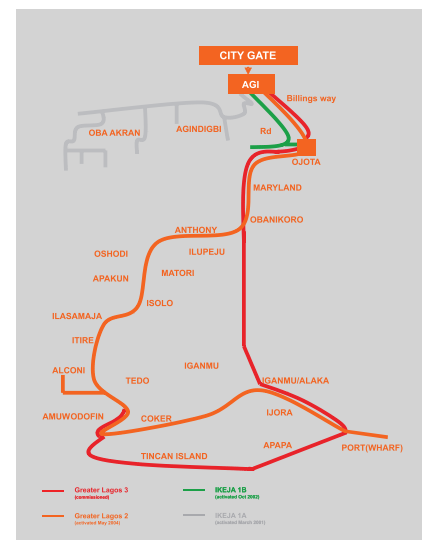 CITY GATE
AGI
Billings way
Rd
OBA AKRAN
AGINDIGBI
OJOTA
MARYLAND
OBANIKORO
ANTHONY
OSHODI
ILUPEJU
APAKUN
MATORI
ISOLO
ILASAMAJA
ITIRE
ALCONI
TEDO
IGANMU
IGANMU/ALAKA
AMUWODOFIN
COKER
IJORA
APAPA
PORT(WHARF)
TINCAN ISLAND
Greater Lagos 3
(commissioned)
IKEJA 1B
(activated Oct 2002)
Greater Lagos 2
(activated May 2004)
IKEJA 1A
(activated March 2001)